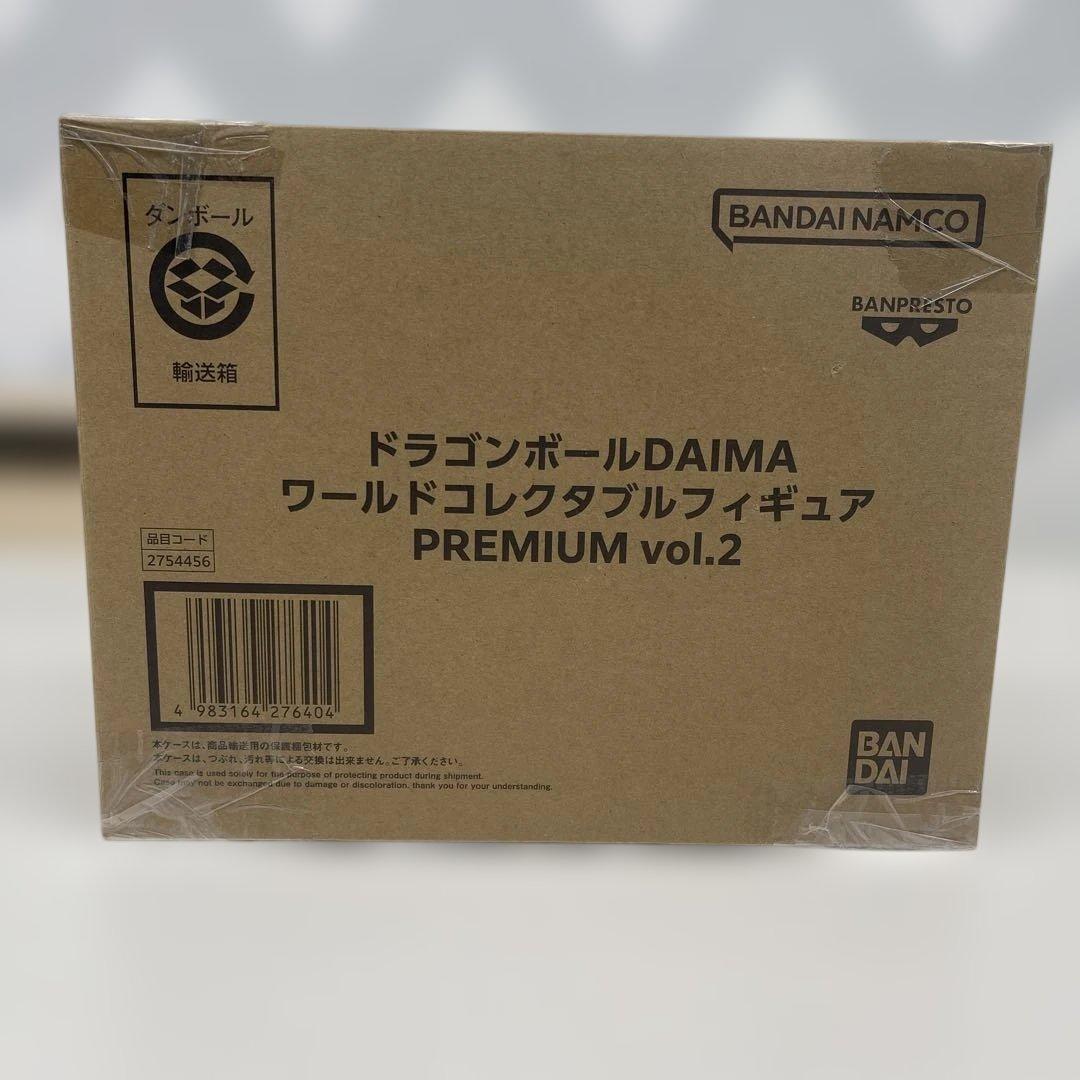 ダンボール
輸送箱
BANDAI NAMCO
BANPRESTO
ドラゴンボールDAIMA
ワールドコレクタブルフィギュア
PREMIUM vol.2
品目コード
2754456
4 983164 276404
本ケースは、商品輸送用の保護梱包材です。
本ケースは、つぶれ、汚れ等による交換は出来ません。ご了承ください。
This case is used solely for the purpose of protecting product during shipment.
Case may not be exchanged due to damage or discoloration. thank you for your understanding.
BAN
DAI